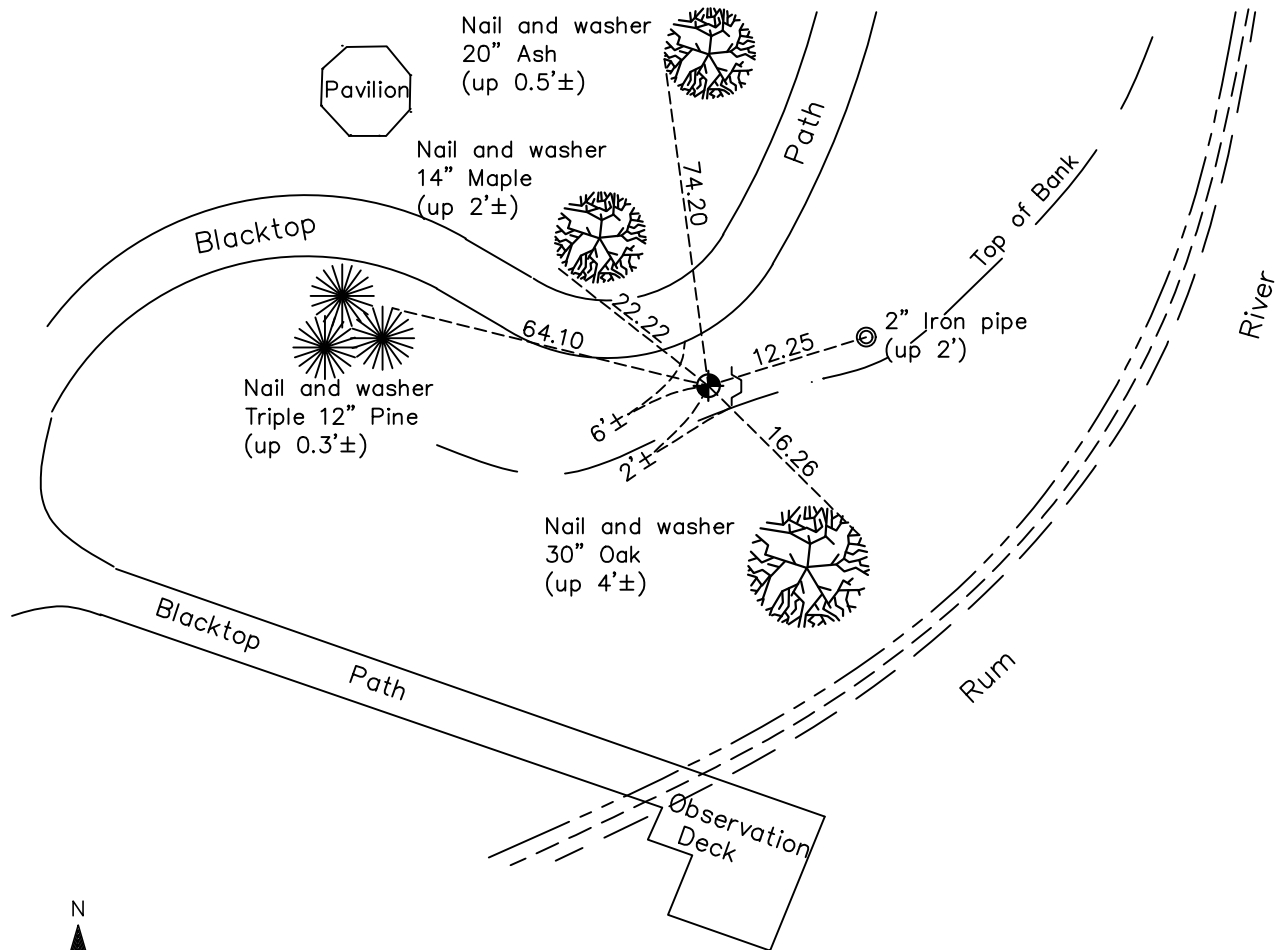 Nail and washer
20” Ash
(up 0.5'±)
Pavilion
Path
Nail and washer
14” Maple
(up 2'±)
74.20
Top of Bank
Blacktop
River
22.22
64.10
12.25
2” Iron pipe
(up 2')
Nail and washer
Triple 12” Pine
(up 0.3'±)
6'±
2'±
16.26
Nail and washer
30” Oak
(up 4'±)
Blacktop
Path
Rum
Observation
Deck
N